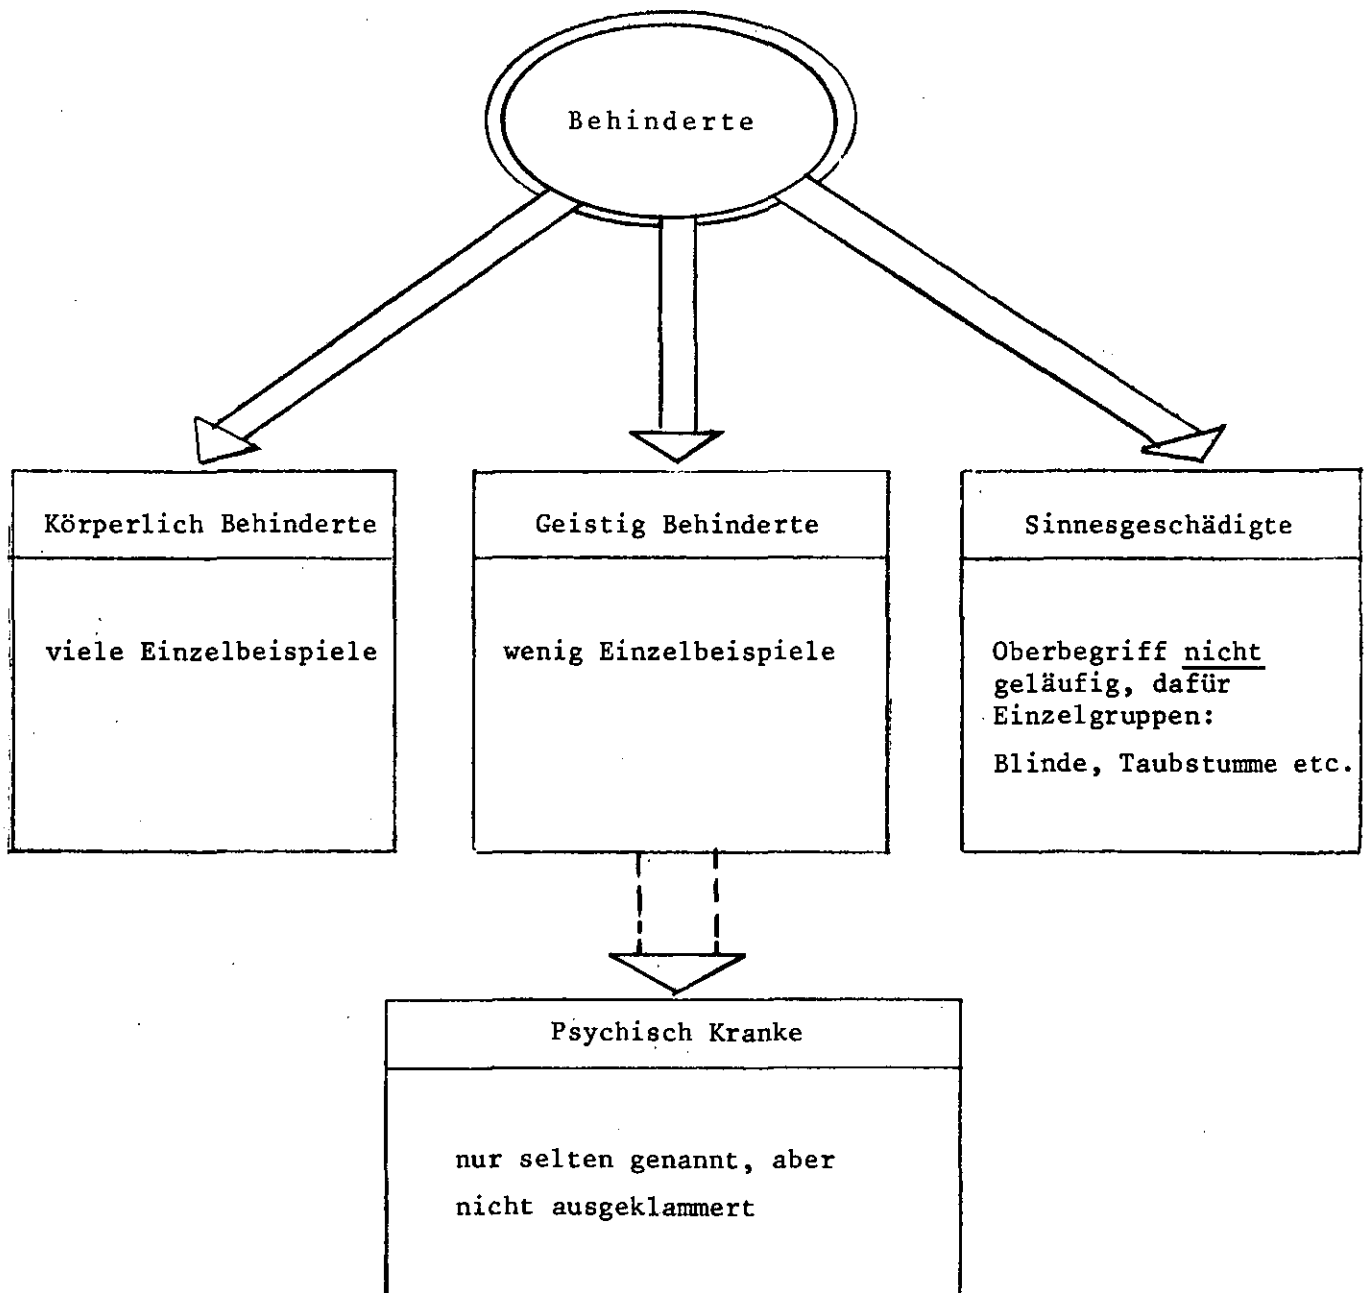 Behinderte
Körperlich Behinderte
viele Einzelbeispiele
Geistig Behinderte
wenig Einzelbeispiele
Sinnesgeschädigte
Oberbegriff nicht
geläufig, dafür
Einzelgruppen:
Blinde, Taubstumme etc.
Psychisch Kranke
nur selten genannt, aber
nicht ausgeklammert